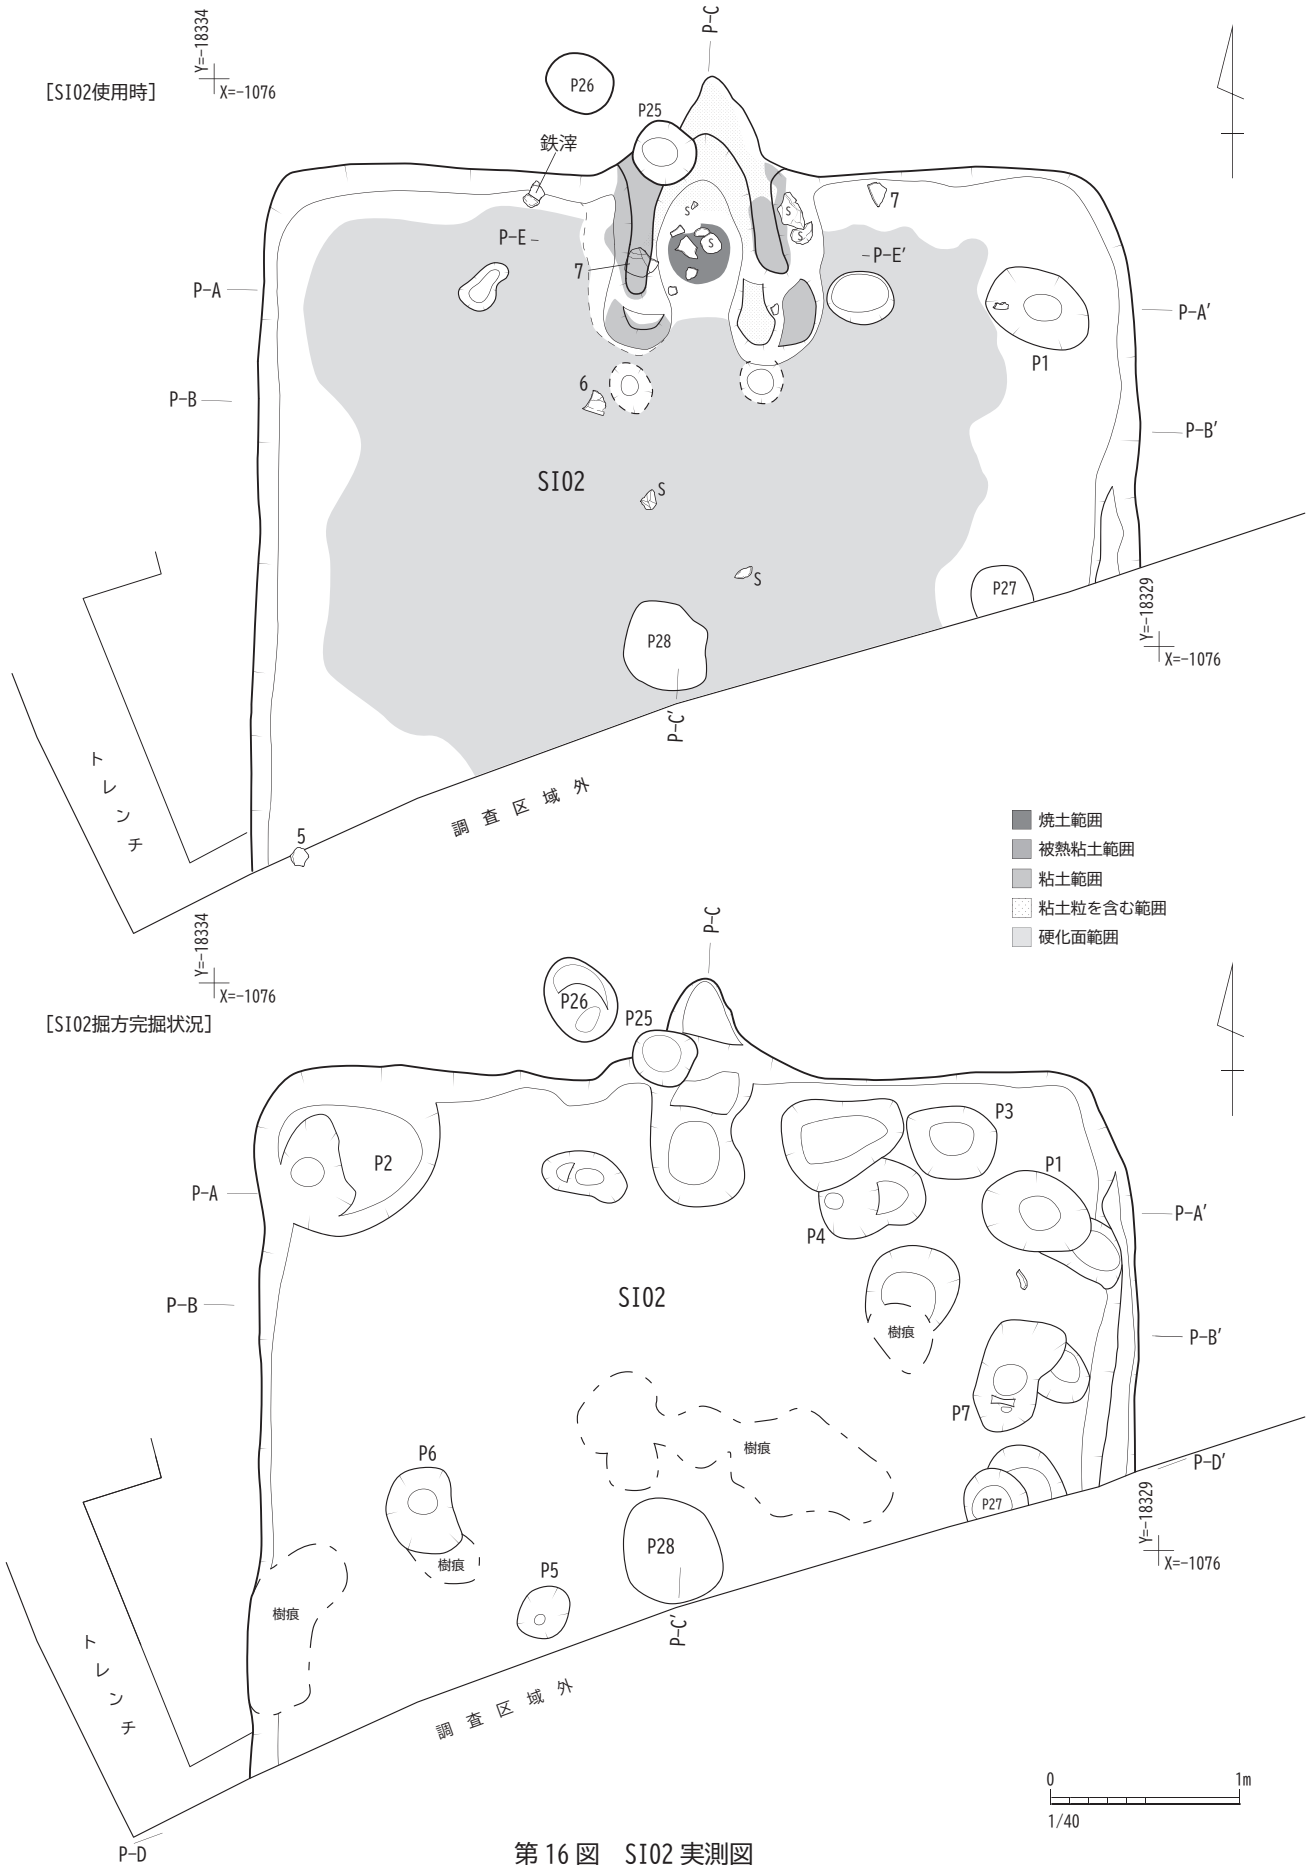 Y=-18334
X=-1076
[SI02使用時]
P-C
P26
P25
鉄滓
S
S
S
S
7
P-E
P-E′
7
P-A
P-A′
P1
6
P-B
P-B′
SI02
S
S
P27
P28
Y=-18329
X=-1076
P-C′
トレンチ
調査区域外
5
焼土範囲
被熱粘土範囲
粘土範囲
粘土粒を含む範囲
硬化面範囲
Y=-18334
X=-1076
[SI02掘方完掘状況]
P-C
P26
P25
P3
P2
P1
P-A
P-A′
P4
P-B
SI02
樹痕
P-B′
P7
樹痕
P6
P-D′
P27
Y=-18329
X=-1076
P28
樹痕
P5
樹痕
P-C′
トレンチ
調査区域外
0 1m
1/40
P-D
第16図 SI02 実測図